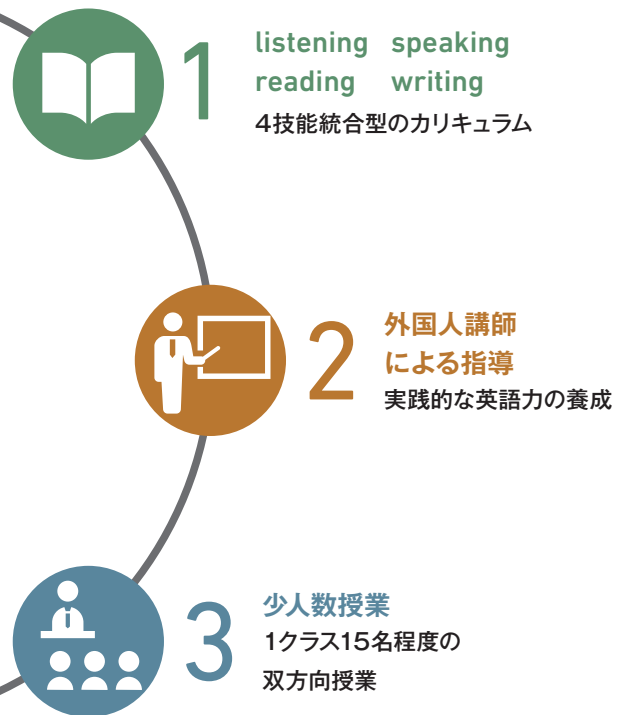 1
listening speaking
reading writing
4技能統合型のカリキュラム
2
外国人講師
による指導
実践的な英語力の養成
3
少人数授業
1クラス15名程度の
双方向授業